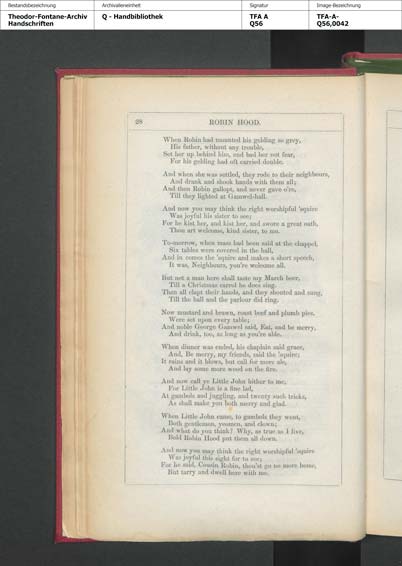 Bestandsbezeichnung
Archivalieneinheit
Signatur
Image-Bezeichnung
Theodor-Fontane-Archiv
Handschriften
Q - Handbibliothek
TFA A
Q56
TFA-A-
Q56,0042
28 ROBIN HOOD.
When Robin had mounted his gelding so grey,
His father, without any trouble,
Set her up behind him, and bad her not fear,
For his gelding had oft carried double.
And when she was settled, they rode to their neighbours,
And drank and shook hands with them all;
And then Robin gallopt, and never gave o're,
Till they lighted at Gamwel-hall.
And now you may think the right worshipful 'squire
Was joyful his sister to see;
For he kist her, and kist her, and swore a great oath,
Thou art welcome, kind sister, to me.
To-morrow, when mass had been said at the chappel,
Six tables were covered in the hall,
And in comes the 'squire and makes a short speech,
It was, Neighbours, you're welcome all.
But not a man here shall taste my March beer,
Till a Christmas carrol he does sing.
Then all clapt their hands, and they shouted and sung,
Till the hall and the parlour did ring.
Now mustard and brawn, roast beef and plumb pies,
Were set upon every table;
And noble George Gamwel said, Eat, and be merry,
And drink, too, as long as you're able.
When dinner was ended, his chaplain said grace,
And, Be merry, my friends, said the 'squire;
It rains and it blows, but call for more ale,
And lay some more wood on the fire.
And now call ye Little John hither to me,
For Little John is a fine lad,
At gambols and juggling, and twenty such tricks,
As shall make you both merry and glad.
When Little John came, to gambols they went,
Both gentlemen, yeomen, and clown;
And what do you think? Why, as true as I live,
Bold Robin Hood put them all down.
And now you may think the right worshipful 'squire
Was joyful this sight for to see;
For he said, Cousin Robin, thou'st go no more home,
But tarry and dwell here with me.